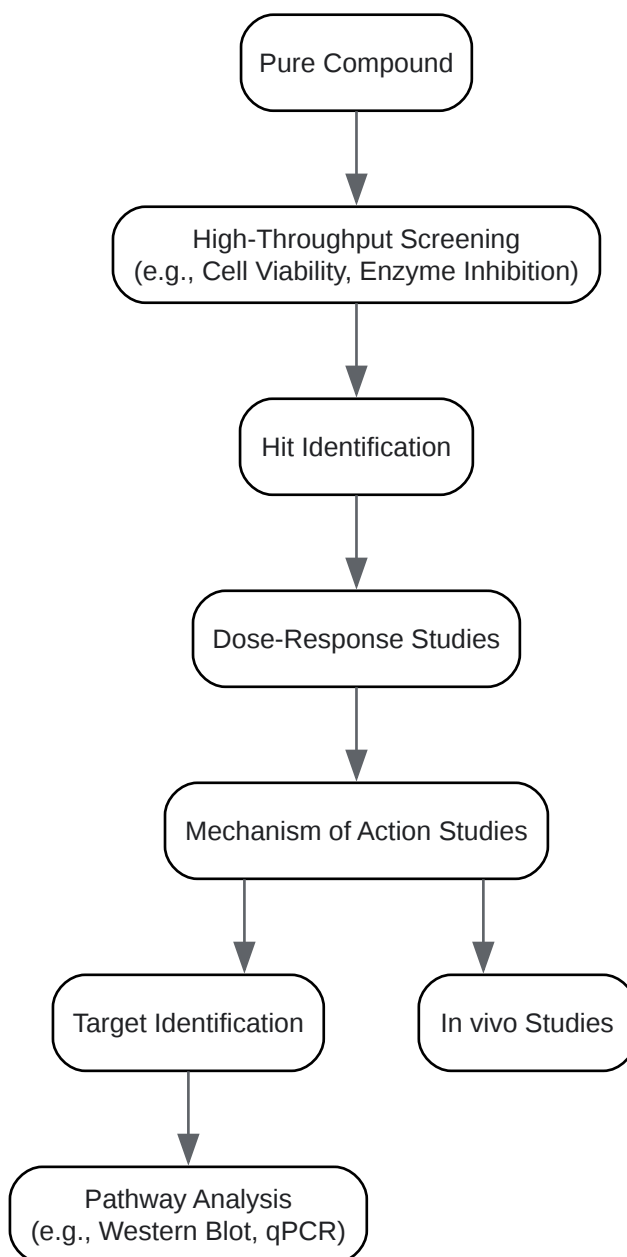 Pure Compound
High-Throughput Screening
(e.g., Cell Viability, Enzyme Inhibition)
Hit Identification
Dose-Response Studies
Mechanism of Action Studies
Target Identification
In vivo Studies
Pathway Analysis
(e.g., Western Blot, qPCR)